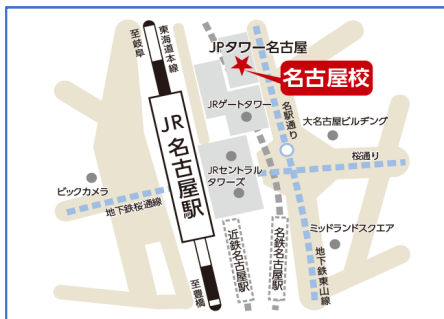 至岐阜
東海道本線
JPタワー名古屋
名古屋校
JRゲートタワー
名駅通り
大名古屋ビルヂング
JR名古屋駅
桜通り
ビックカメラ
JRセントラル
タワーズ
地下鉄桜通線
近鉄名古屋駅
名鉄名古屋駅
ミッドランドスクエア
地下鉄東山線
至豊橋